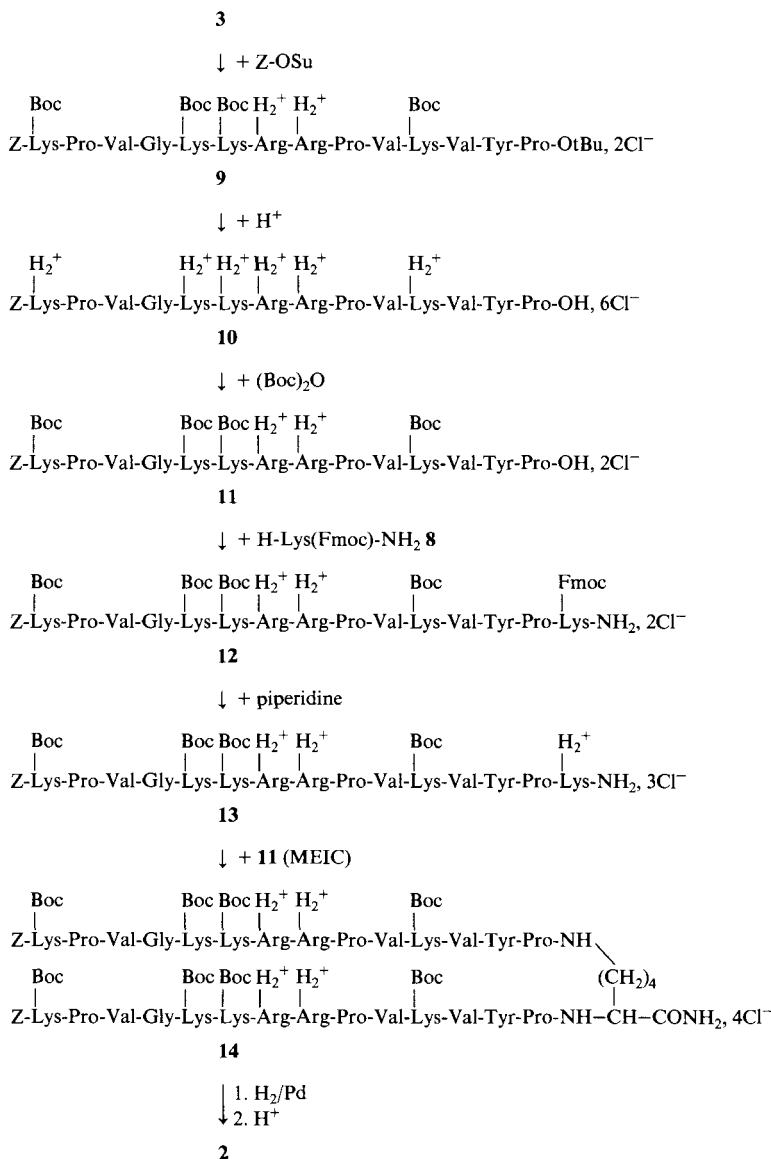 3
↓ + Z-OSu
Boc Boc Boc H₂⁺ H₂⁺ Boc
Z-Lys-Pro-Val-Gly-Lys-Lys-Arg-Arg-Pro-Val-Lys-Val-Tyr-Pro-OtBu, 2Cl⁻
9
↓ + H⁺
H₂⁺ H₂⁺ H₂⁺ H₂⁺ H₂⁺ H₂⁺
Z-Lys-Pro-Val-Gly-Lys-Lys-Arg-Arg-Pro-Val-Lys-Val-Tyr-Pro-OH, 6Cl⁻
10
↓ + (Boc)₂O
Boc Boc Boc H₂⁺ H₂⁺ Boc
Z-Lys-Pro-Val-Gly-Lys-Lys-Arg-Arg-Pro-Val-Lys-Val-Tyr-Pro-OH, 2Cl⁻
11
↓ + H-Lys(Fmoc)-NH₂ 8
Boc Boc Boc H₂⁺ H₂⁺ Boc Fmoc
Z-Lys-Pro-Val-Gly-Lys-Lys-Arg-Arg-Pro-Val-Lys-Val-Tyr-Pro-Lys-NH₂, 2Cl⁻
12
↓ + piperidine
Boc Boc Boc H₂⁺ H₂⁺ Boc H₂⁺
Z-Lys-Pro-Val-Gly-Lys-Lys-Arg-Arg-Pro-Val-Lys-Val-Tyr-Pro-Lys-NH₂, 3Cl⁻
13
↓ + 11 (MEIC)
Boc Boc Boc H₂⁺ H₂⁺ Boc
Z-Lys-Pro-Val-Gly-Lys-Lys-Arg-Arg-Pro-Val-Lys-Val-Tyr-Pro-NH
Boc Boc Boc H₂⁺ H₂⁺ Boc (CH₂)₄
Z-Lys-Pro-Val-Gly-Lys-Lys-Arg-Arg-Pro-Val-Lys-Val-Tyr-Pro-NH-CH-CONH₂, 4Cl⁻
14
1. H₂/Pd
↓ 2. H⁺
2